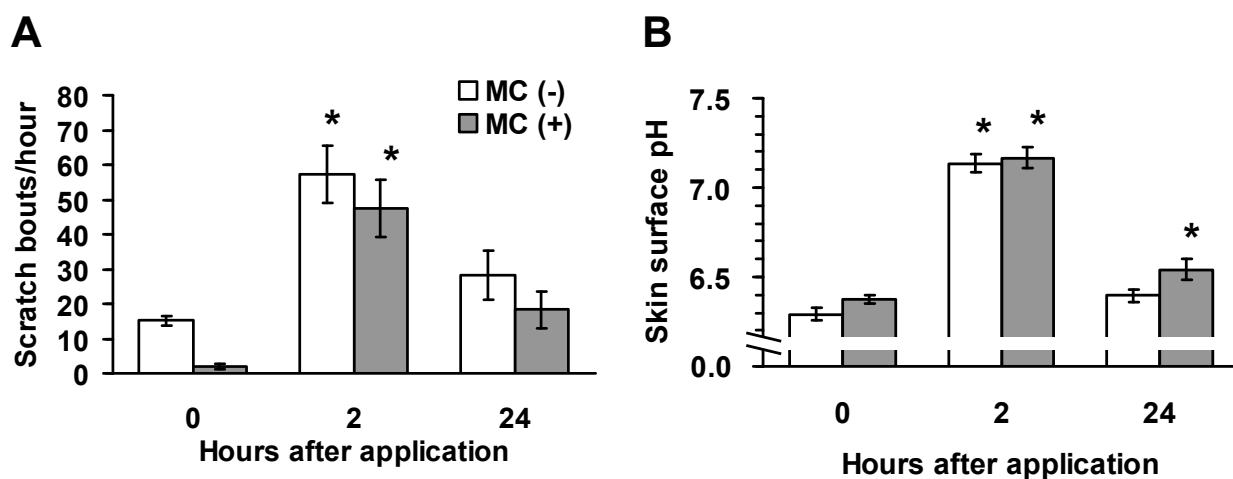 A
Scratch bouts/hour
80
70
60
50
40
30
20
10
0
* *
MC (-)
MC (+)
0 2 24
Hours after application
B
Skin surface pH
7.5
7.0
6.5
0.0
* * *
0 2 24
Hours after application